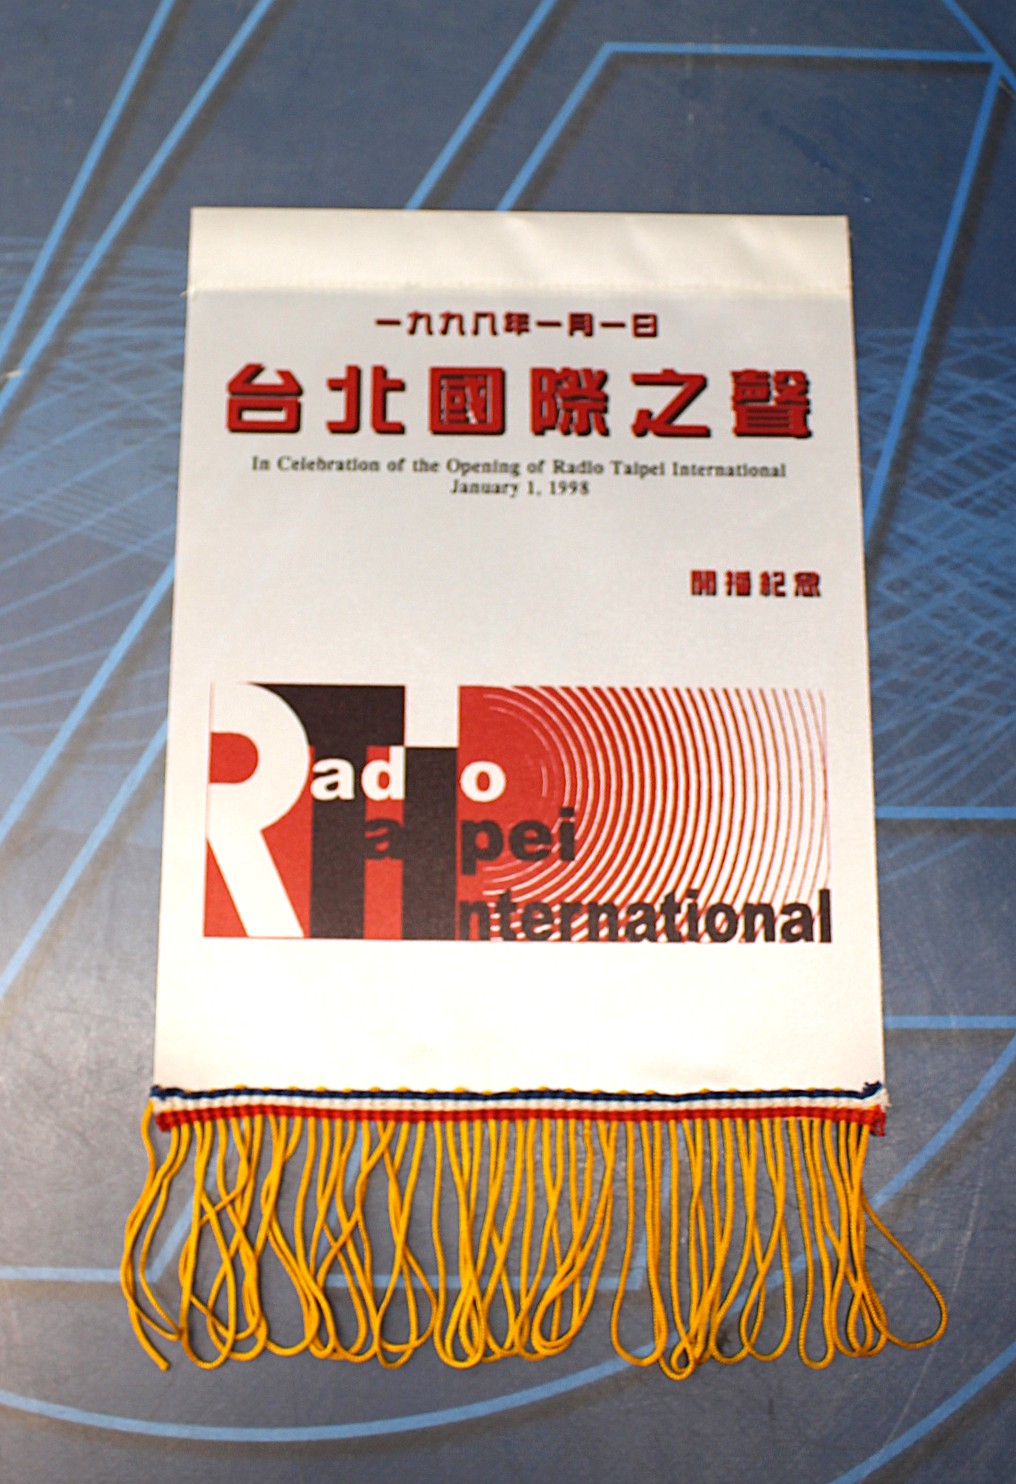 一九九八年一月一日
台北國際之聲
In Celebration of the Opening of Radio Taipei International
January 1, 1998
開播紀念
Radio
Taipei
International